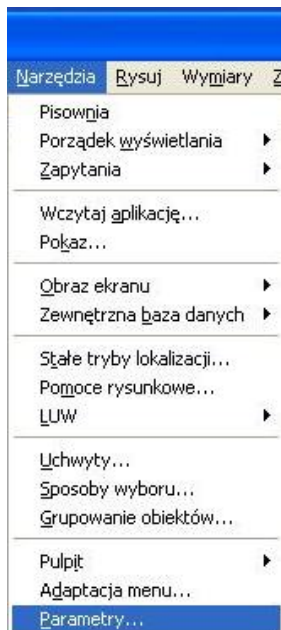 Narzędzia Rysuj Wymiary Z
Pisownia
Porządek wyświetlania
Zapytania
Wczytaj aplikację...
Pokaz...
Obraz ekranu
Zewnętrzna baza danych
Stałe tryby lokalizacji...
Pomoce rysunkowe...
LUW
Uchwyty...
Sposoby wyboru...
Grupowanie obiektów...
Pulpit
Adaptacja menu...
Parametry...